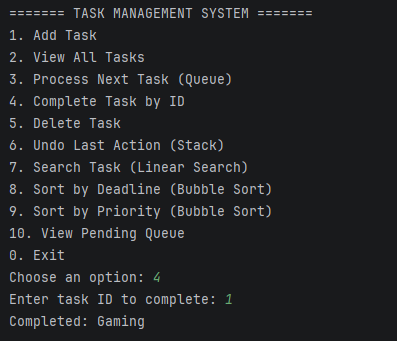 ======= TASK MANAGEMENT SYSTEM =======
1. Add Task
2. View All Tasks
3. Process Next Task (Queue)
4. Complete Task by ID
5. Delete Task
6. Undo Last Action (Stack)
7. Search Task (Linear Search)
8. Sort by Deadline (Bubble Sort)
9. Sort by Priority (Bubble Sort)
10. View Pending Queue
0. Exit
Choose an option: 4
Enter task ID to complete: 1
Completed: Gaming